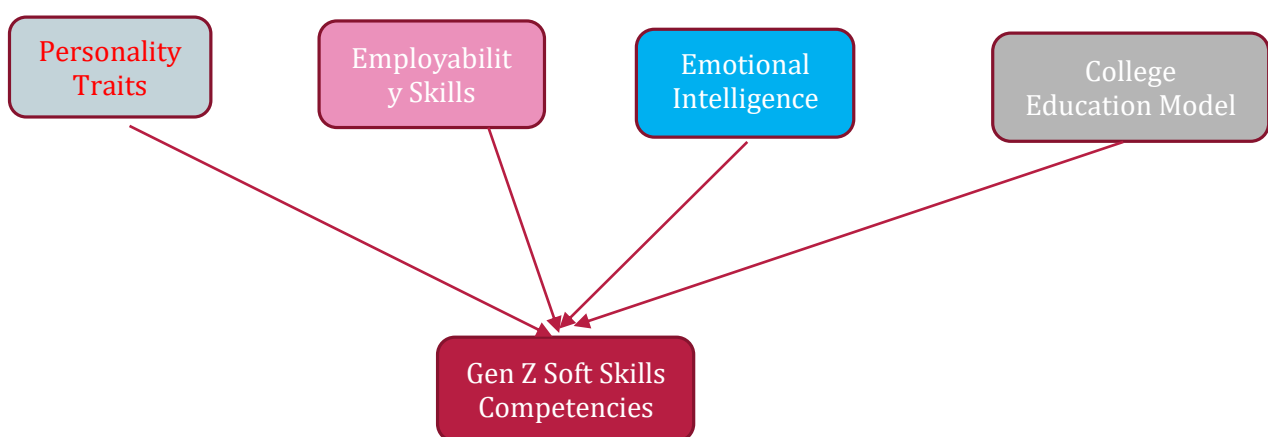 Personality
Traits
Employabilit
y Skills
Emotional
Intelligence
College
Education Model
Gen Z Soft Skills
Competencies